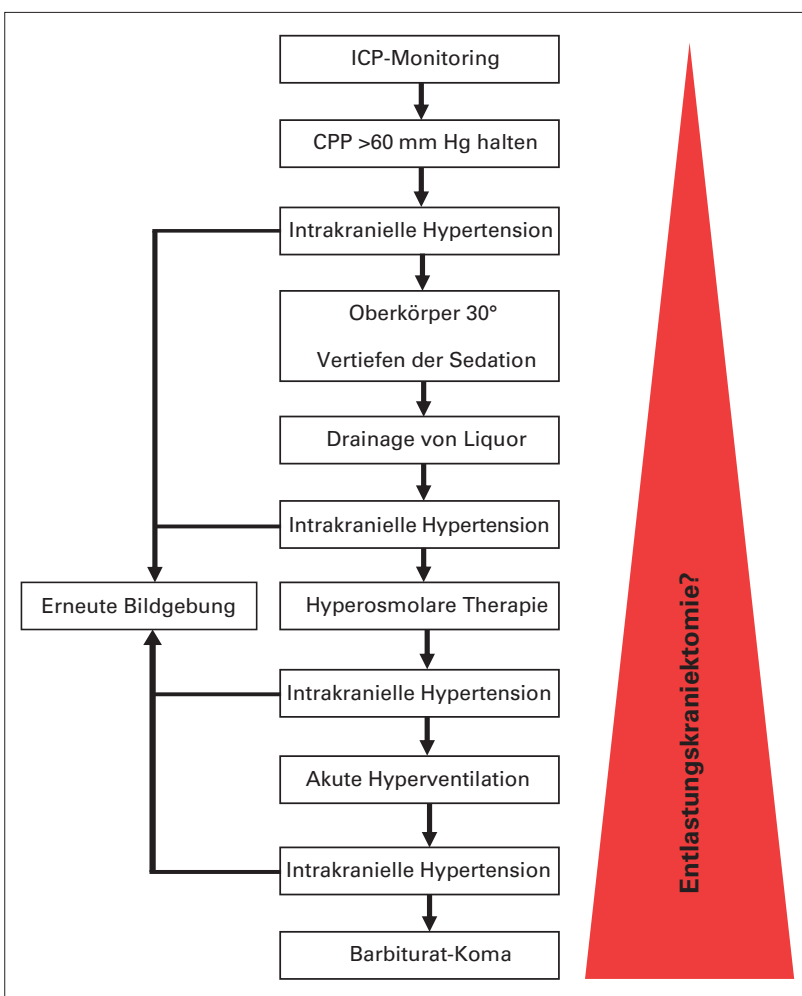 ICP-Monitoring
CPP >60 mm Hg halten
Intrakranielle Hypertension
Oberkörper 30°
Vertiefen der Sedation
Drainage von Liquor
Intrakranielle Hypertension
Erneute Bildgebung
Hyperosmolare Therapie
Intrakranielle Hypertension
Akute Hyperventilation
Intrakranielle Hypertension
Barbiturat-Koma
Entlastungskraniektomie?